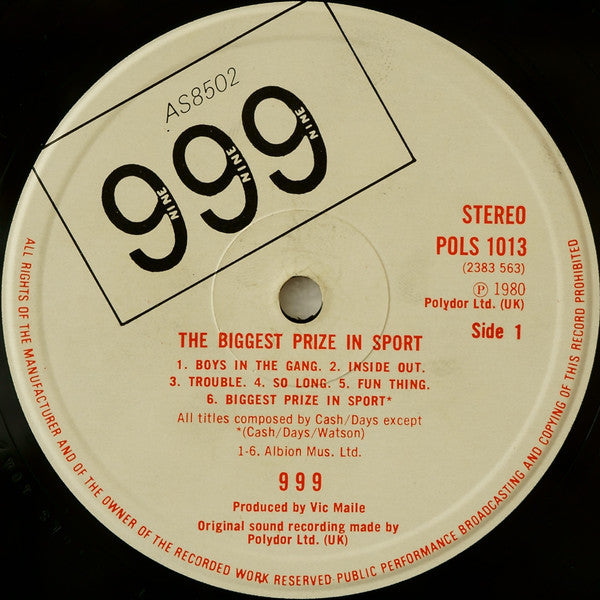 AS8502
999
NINE NINE NINE
STEREO
POLS 1013
(2383 563)
Ⓟ 1980
Polydor Ltd. (UK)
Side 1
THE BIGGEST PRIZE IN SPORT
1. BOYS IN THE GANG. 2. INSIDE OUT.
3. TROUBLE. 4. SO LONG. 5. FUN THING.
6. BIGGEST PRIZE IN SPORT*
All titles composed by Cash/Days except
*(Cash/Days/Watson)
1-6. Albion Mus. Ltd.
999
Produced by Vic Maile
Original sound recording made by
Polydor Ltd. (UK)
ALL RIGHTS OF THE MANUFACTURER AND OF THE OWNER OF THE RECORDED WORK RESERVED PUBLIC PERFORMANCE BROADCASTING AND COPYING OF THIS RECORD PROHIBITED